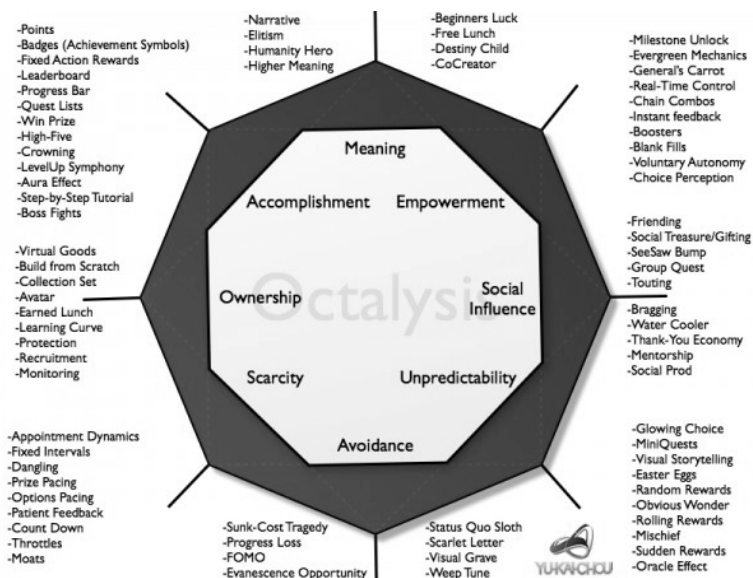 -Narrative
-Elitism
-Humanity Hero
-Higher Meaning
-Beginners Luck
-Free Lunch
-Destiny Child
-CoCreator
-Points
-Badges (Achievement Symbols)
-Fixed Action Rewards
-Leaderboard
-Progress Bar
-Quest Lists
-Win Prize
-High-Five
-Crowning
-LevelUp Symphony
-Aura Effect
-Step-by-Step Tutorial
-Boss Fights
-Milestone Unlock
-Evergreen Mechanics
-General's Carrot
-Real-Time Control
-Chain Combos
-Instant feedback
-Boosters
-Blank Fills
-Voluntary Autonomy
-Choice Perception
Meaning
Accomplishment
Empowerment
Ownership
Octalysis
Social
Influence
Scarcity
Unpredictability
Avoidance
-Virtual Goods
-Build from Scratch
-Collection Set
-Avatar
-Earned Lunch
-Learning Curve
-Protection
-Recruitment
-Monitoring
-Friending
-Social Treasure/Gifting
-SeeSaw Bump
-Group Quest
-Touting
-Bragging
-Water Cooler
-Thank-You Economy
-Mentorship
-Social Prod
-Appointment Dynamics
-Fixed Intervals
-Dangling
-Prize Pacing
-Options Pacing
-Patient Feedback
-Count Down
-Throttles
-Moats
-Sunk-Cost Tragedy
-Progress Loss
-FOMO
-Evanescence Opportunity
-Status Quo Sloth
-Scarlet Letter
-Visual Grave
-Weep Tune
YU-KAI CHOU
-Glowing Choice
-MiniQuests
-Visual Storytelling
-Easter Eggs
-Random Rewards
-Obvious Wonder
-Rolling Rewards
-Mischief
-Sudden Rewards
-Oracle Effect